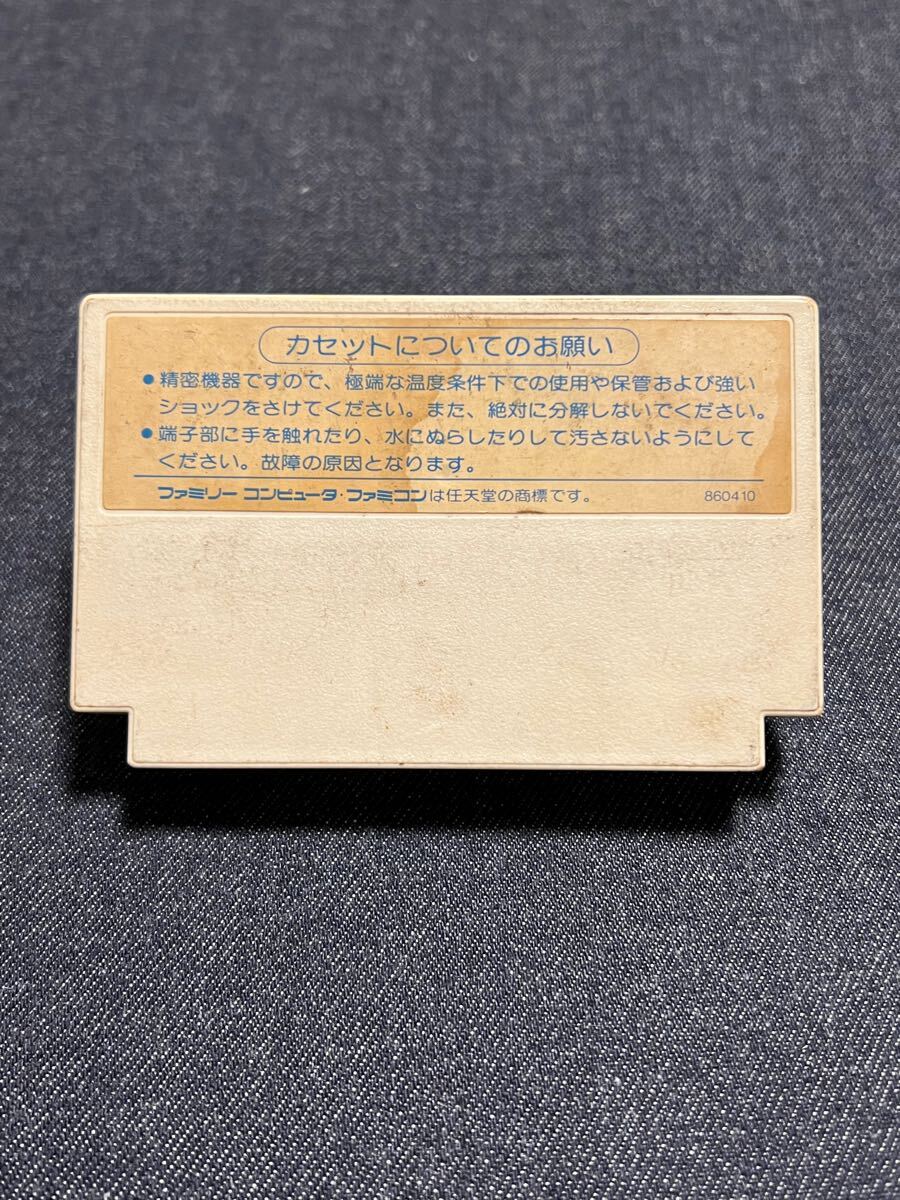 カセットについてのお願い
●精密機器ですので、極端な温度条件下での使用や保管および強い
ショックをさけてください。また、絶対に分解しないでください。
●端子部に手を触れたり、水にぬらしたりして汚さないようにして
ください。故障の原因となります。
ファミリー コンピュータ・ファミコンは任天堂の商標です。 860410